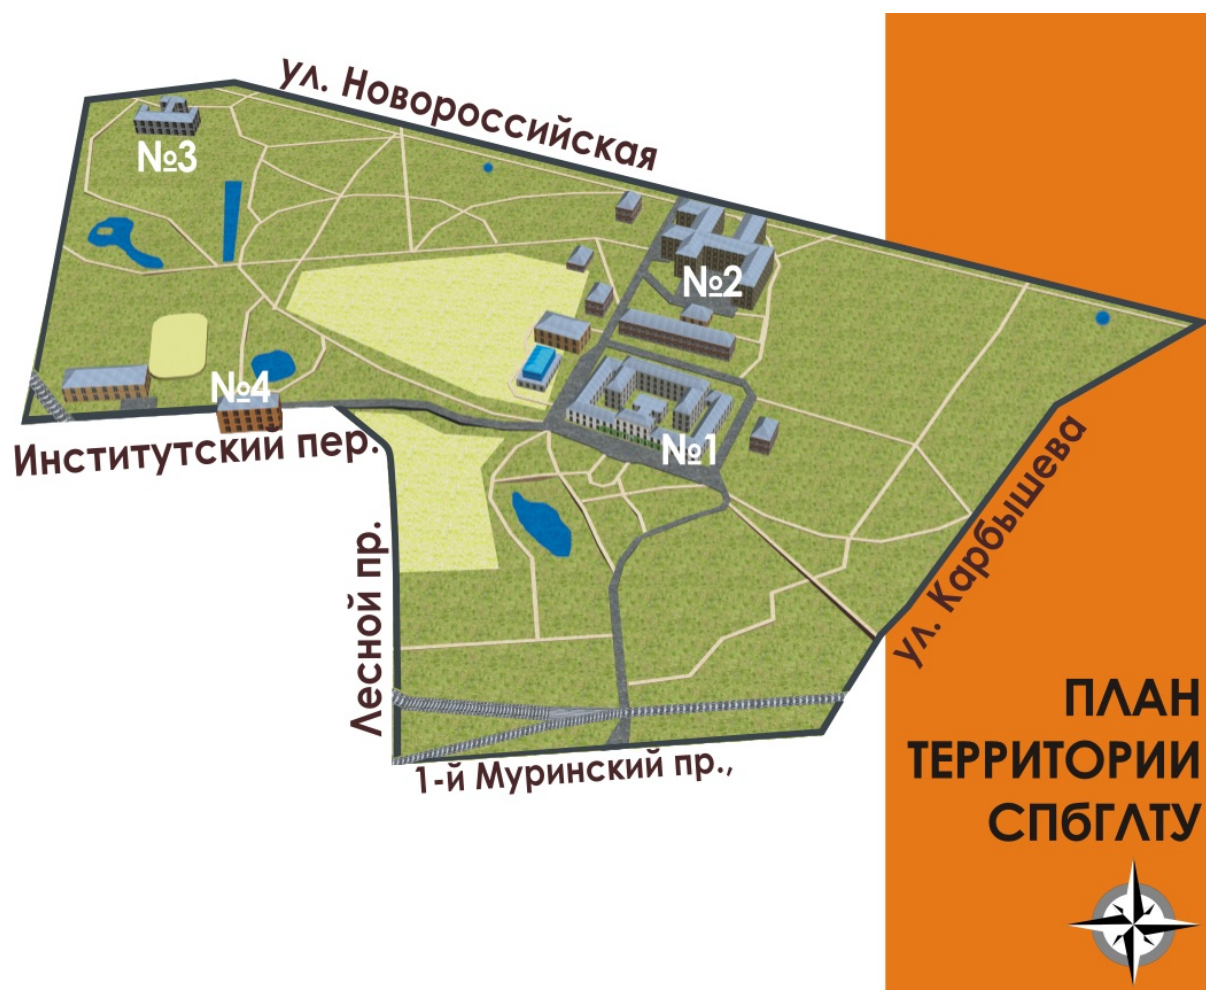 ул. Новороссийская
№3
№2
№4
№1
Институтский пер.
ул. Карбышева
Лесной пр.
1-й Муринский пр.,
ПЛАН
ТЕРРИТОРИИ
СПбГЛТУ